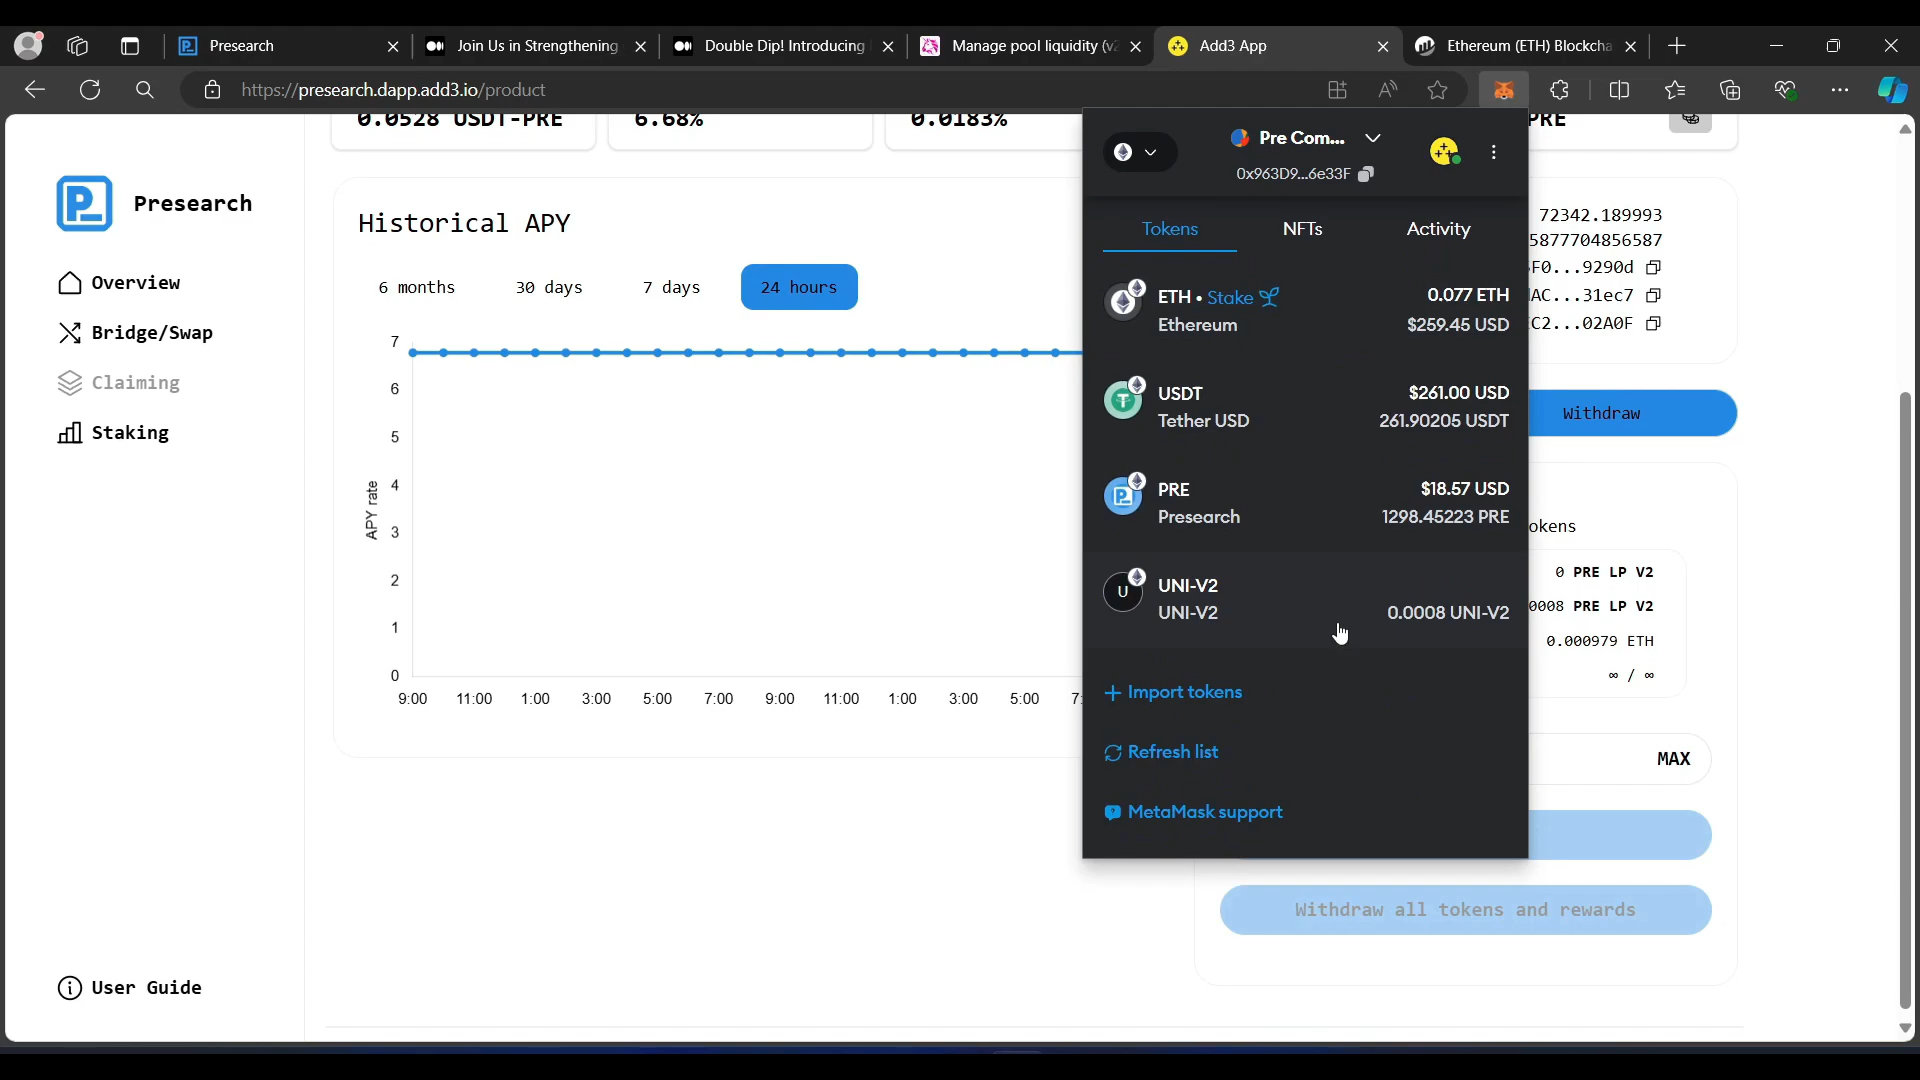 Presearch
Join Us in Strengthening
Double Dip! Introducing
Manage pool liquidity (v2
Add3 App
Ethereum (ETH) Blockcha
https://presearch.dapp.add3.io/product
0.0528 USDT-PRE
6.68%
0.0183%
PRE
Presearch
Overview
Bridge/Swap
Claiming
Staking
User Guide
Historical APY
6 months
30 days
7 days
24 hours
APY rate
7
6
5
4
3
2
1
0
9:00 11:00 1:00 3:00 5:00 7:00 9:00 11:00 1:00 3:00 5:00 7:
Pre Com...
0x963D9...6e33F
Tokens
NFTs
Activity
ETH • Stake
0.077 ETH
Ethereum
$259.45 USD
USDT
$261.00 USD
Tether USD
261.90205 USDT
PRE
$18.57 USD
Presearch
1298.45223 PRE
U
UNI-V2
UNI-V2
0.0008 UNI-V2
Import tokens
Refresh list
MetaMask support
72342.189993
5877704856587
F0...9290d
AC...31ec7
C2...02A0F
Withdraw
okens
0 PRE LP V2
0008 PRE LP V2
0.000979 ETH
∞ / ∞
MAX
Withdraw all tokens and rewards